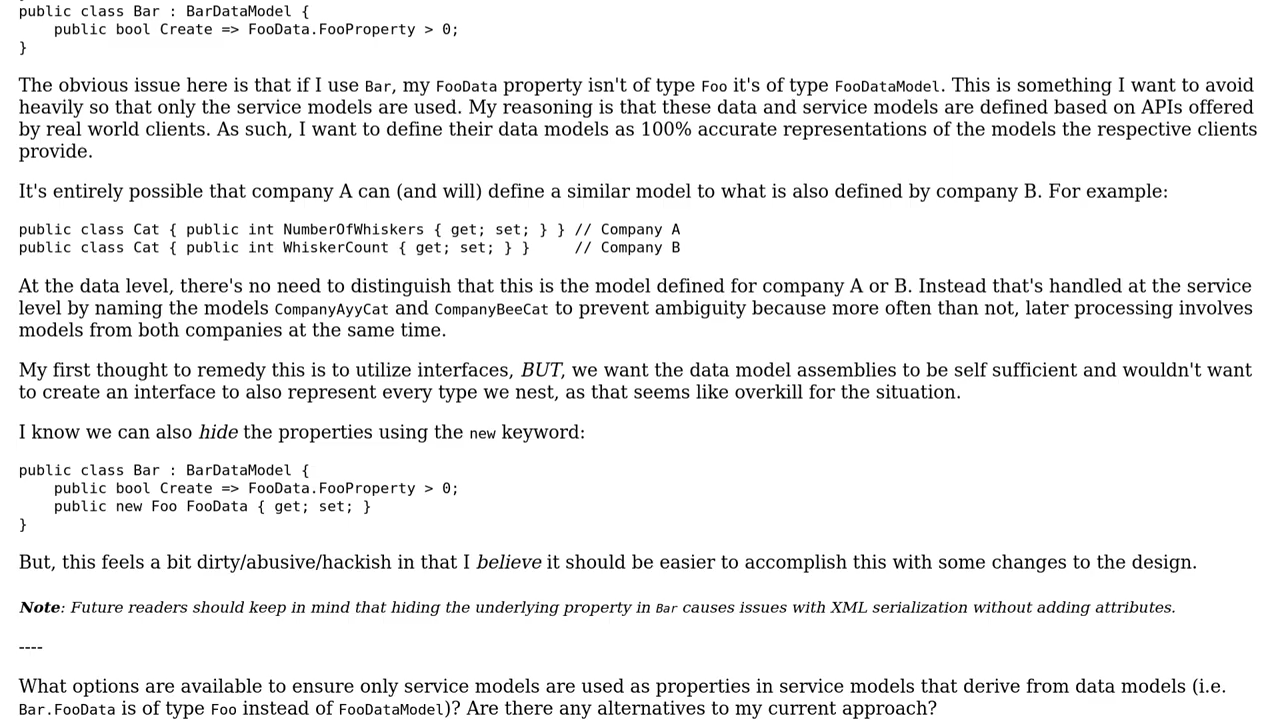 public class Bar : BarDataModel {
    public bool Create => FooData.FooProperty > 0;
}
The obvious issue here is that if I use Bar, my FooData property isn't of type Foo it's of type FooDataModel. This is something I want to avoid
heavily so that only the service models are used. My reasoning is that these data and service models are defined based on APIs offered
by real world clients. As such, I want to define their data models as 100% accurate representations of the models the respective clients
provide.
It's entirely possible that company A can (and will) define a similar model to what is also defined by company B. For example:
public class Cat { public int NumberOfWhiskers { get; set; } } // Company A
public class Cat { public int WhiskerCount { get; set; } }     // Company B
At the data level, there's no need to distinguish that this is the model defined for company A or B. Instead that's handled at the service
level by naming the models CompanyAyyCat and CompanyBeeCat to prevent ambiguity because more often than not, later processing involves
models from both companies at the same time.
My first thought to remedy this is to utilize interfaces, BUT, we want the data model assemblies to be self sufficient and wouldn't want
to create an interface to also represent every type we nest, as that seems like overkill for the situation.
I know we can also hide the properties using the new keyword:
public class Bar : BarDataModel {
    public bool Create => FooData.FooProperty > 0;
    public new Foo FooData { get; set; }
}
But, this feels a bit dirty/abusive/hackish in that I believe it should be easier to accomplish this with some changes to the design.
Note: Future readers should keep in mind that hiding the underlying property in Bar causes issues with XML serialization without adding attributes.
----
What options are available to ensure only service models are used as properties in service models that derive from data models (i.e.
Bar.FooData is of type Foo instead of FooDataModel)? Are there any alternatives to my current approach?